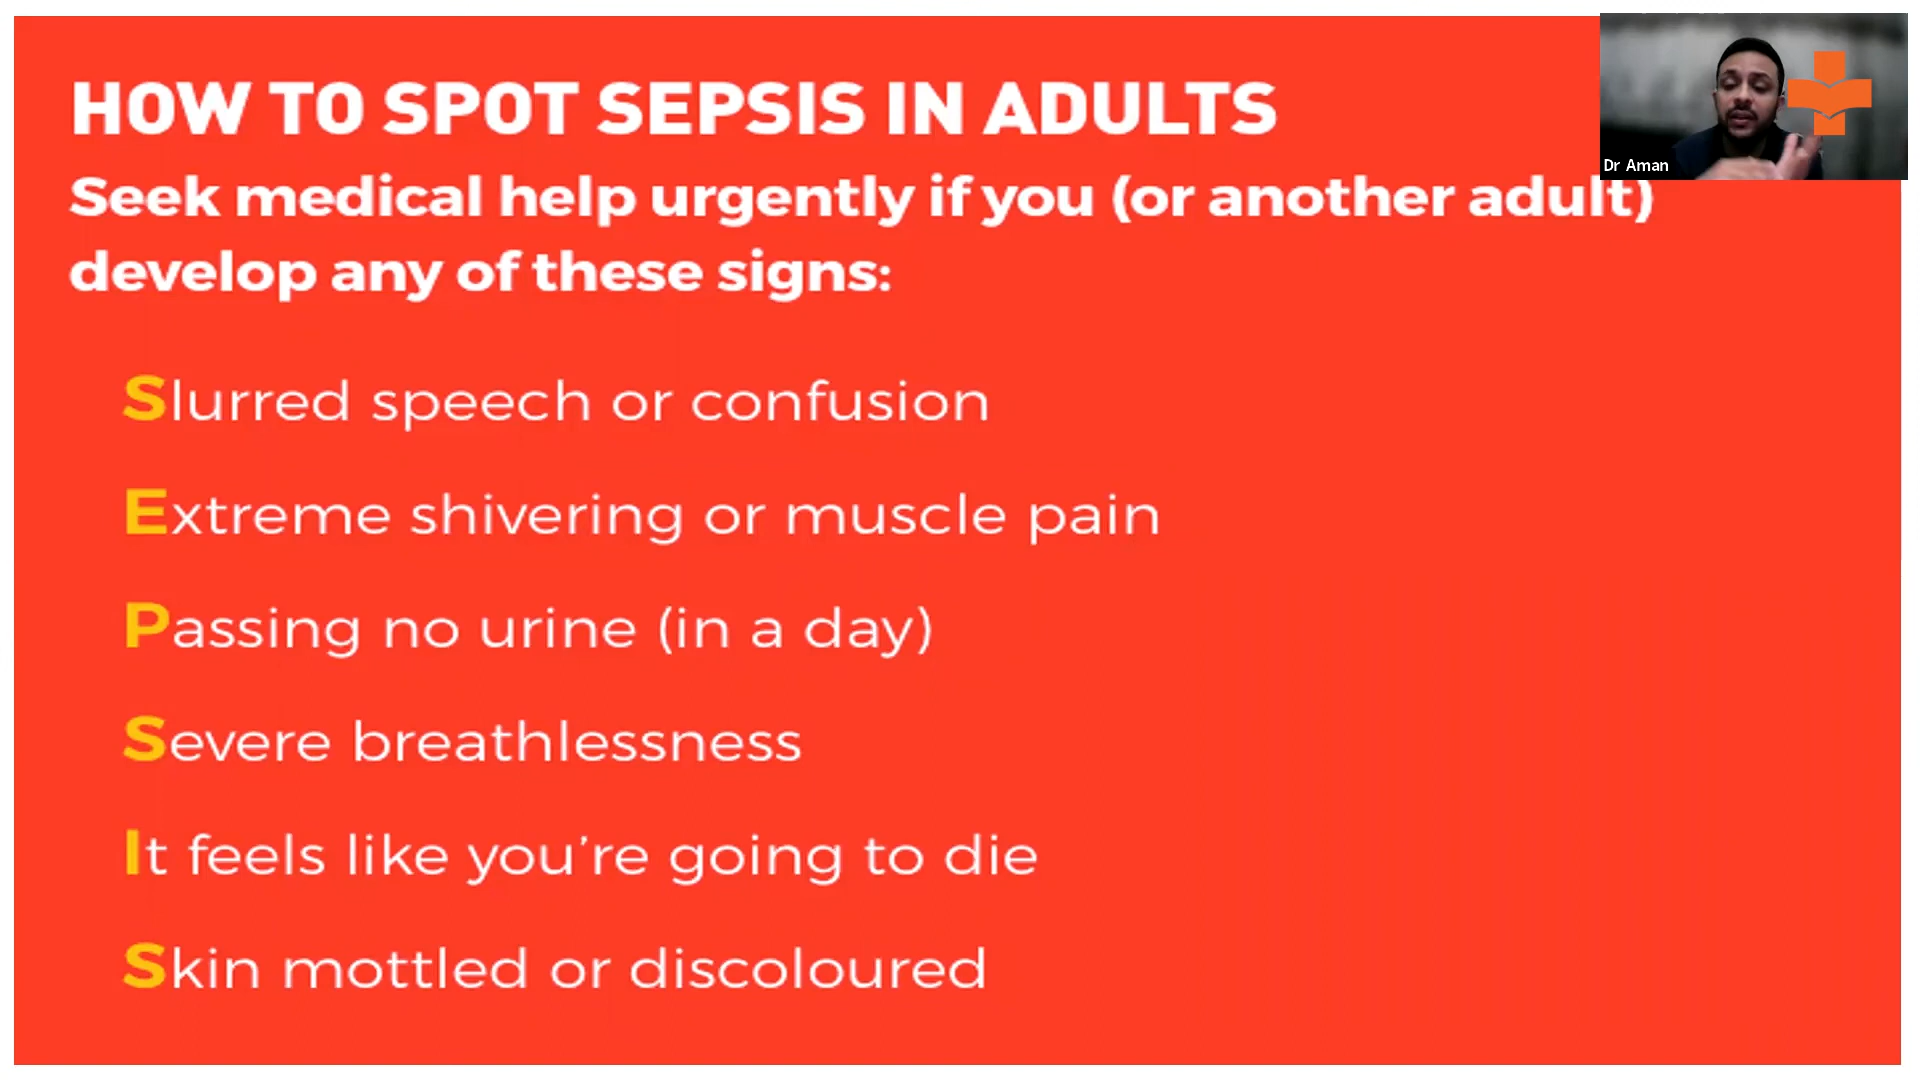 HOW TO SPOT SEPSIS IN ADULTS
Seek medical help urgently if you (or another adult)
develop any of these signs:
Slurred speech or confusion
Extreme shivering or muscle pain
Passing no urine (in a day)
Severe breathlessness
It feels like you’re going to die
Skin mottled or discoloured
Dr Aman